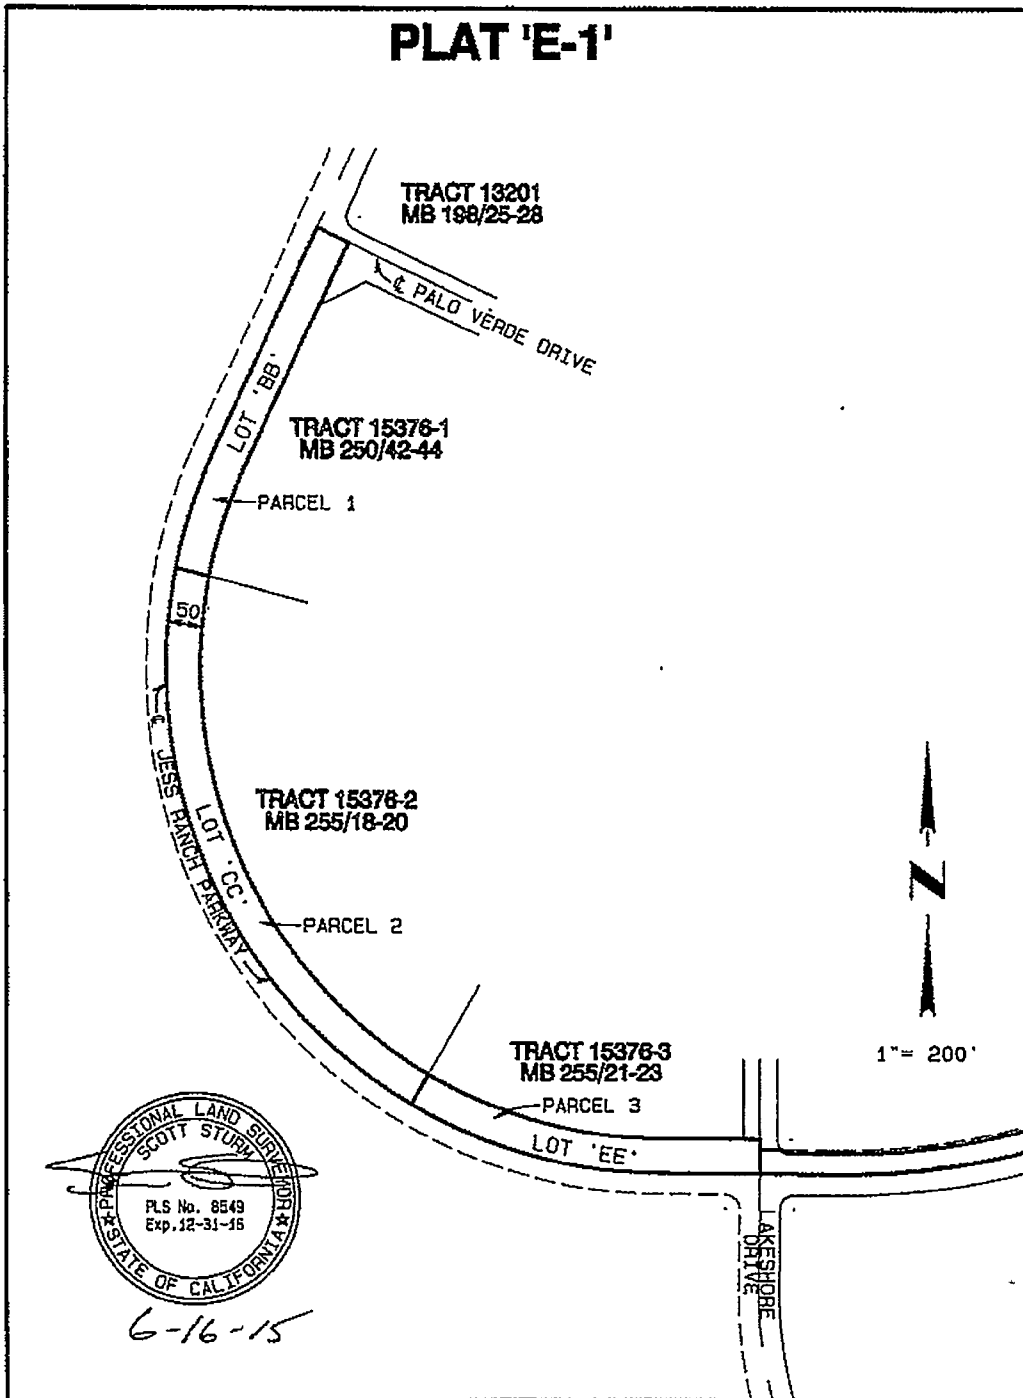 PLAT 'E-1'
TRACT 13201
MB 198/25-28
℄ PALO VERDE DRIVE
LOT 'BB'
TRACT 15376-1
MB 250/42-44
PARCEL 1
50'
℄ JESS RANCH PARKWAY
TRACT 15376-2
MB 255/18-20
LOT 'CC'
PARCEL 2
N
1"= 200'
TRACT 15376-3
MB 255/21-23
PARCEL 3
LOT 'EE'
LAKESHORE
DRIVE
PROFESSIONAL LAND SURVEYOR
SCOTT STURM
PLS No. 8549
Exp.12-31-16
STATE OF CALIFORNIA
6-16-15